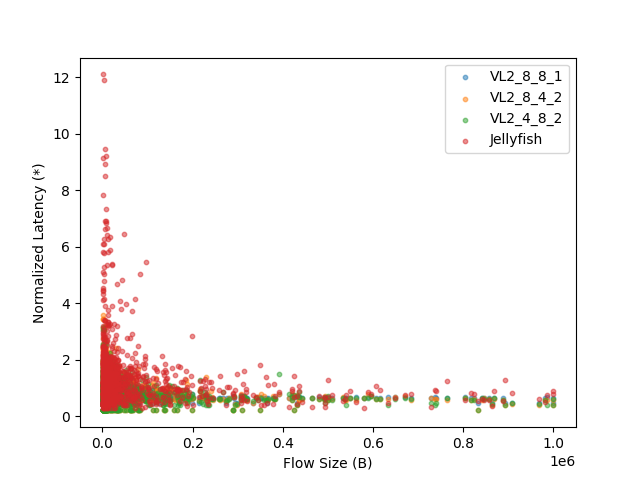 VL2_8_8_1
VL2_8_4_2
VL2_4_8_2
Jellyfish
Normalized Latency (*)
12
10
8
6
4
2
0
0.0 0.2 0.4 0.6 0.8 1.0
1e6
Flow Size (B)